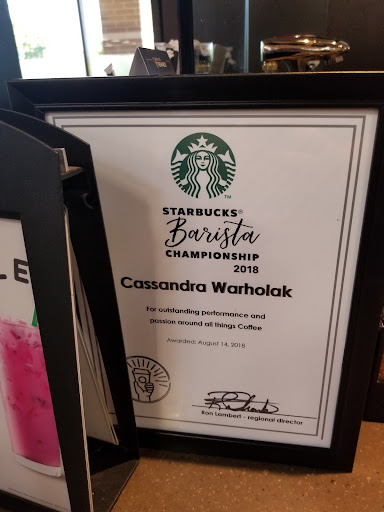 STARBUCKS®
Barista
CHAMPIONSHIP
2018
Cassandra Warholak
For outstanding performance and
passion around all things Coffee
Awarded: August 14, 2018
Ron Lambert - regional director
LE